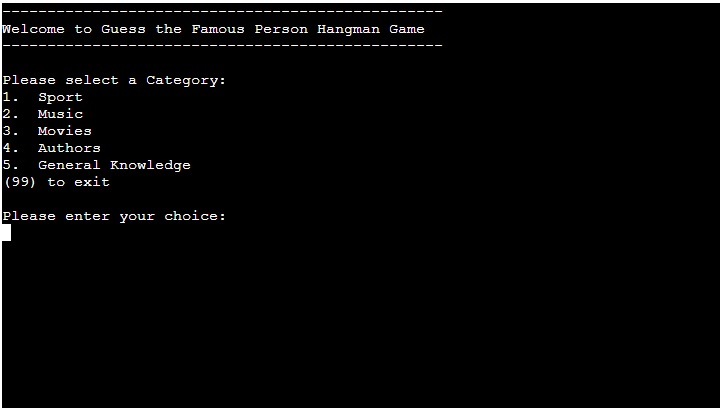 -------------------------------------------------
Welcome to Guess the Famous Person Hangman Game
-------------------------------------------------
Please select a Category:
1.  Sport
2.  Music
3.  Movies
4.  Authors
5.  General Knowledge
(99) to exit
Please enter your choice: